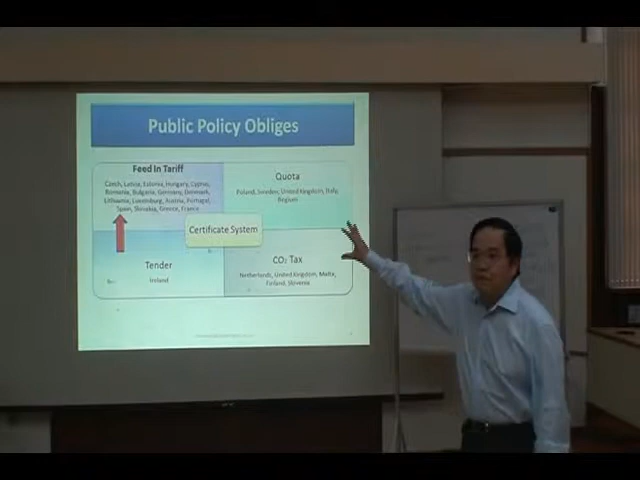 Public Policy Obliges
Feed In Tariff
Czech, Latvia, Estonia, Hungary, Cyprus,
Romania, Bulgaria, Germany, Denmark,
Lithuania, Luxemburg, Austria, Portugal,
Spain, Slovakia, Greece, France
Quota
Poland, Sweden, United Kingdom, Italy,
Belgium
Certificate System
Tender
Ireland
CO₂ Tax
Netherlands, United Kingdom, Malta,
Finland, Slovenia